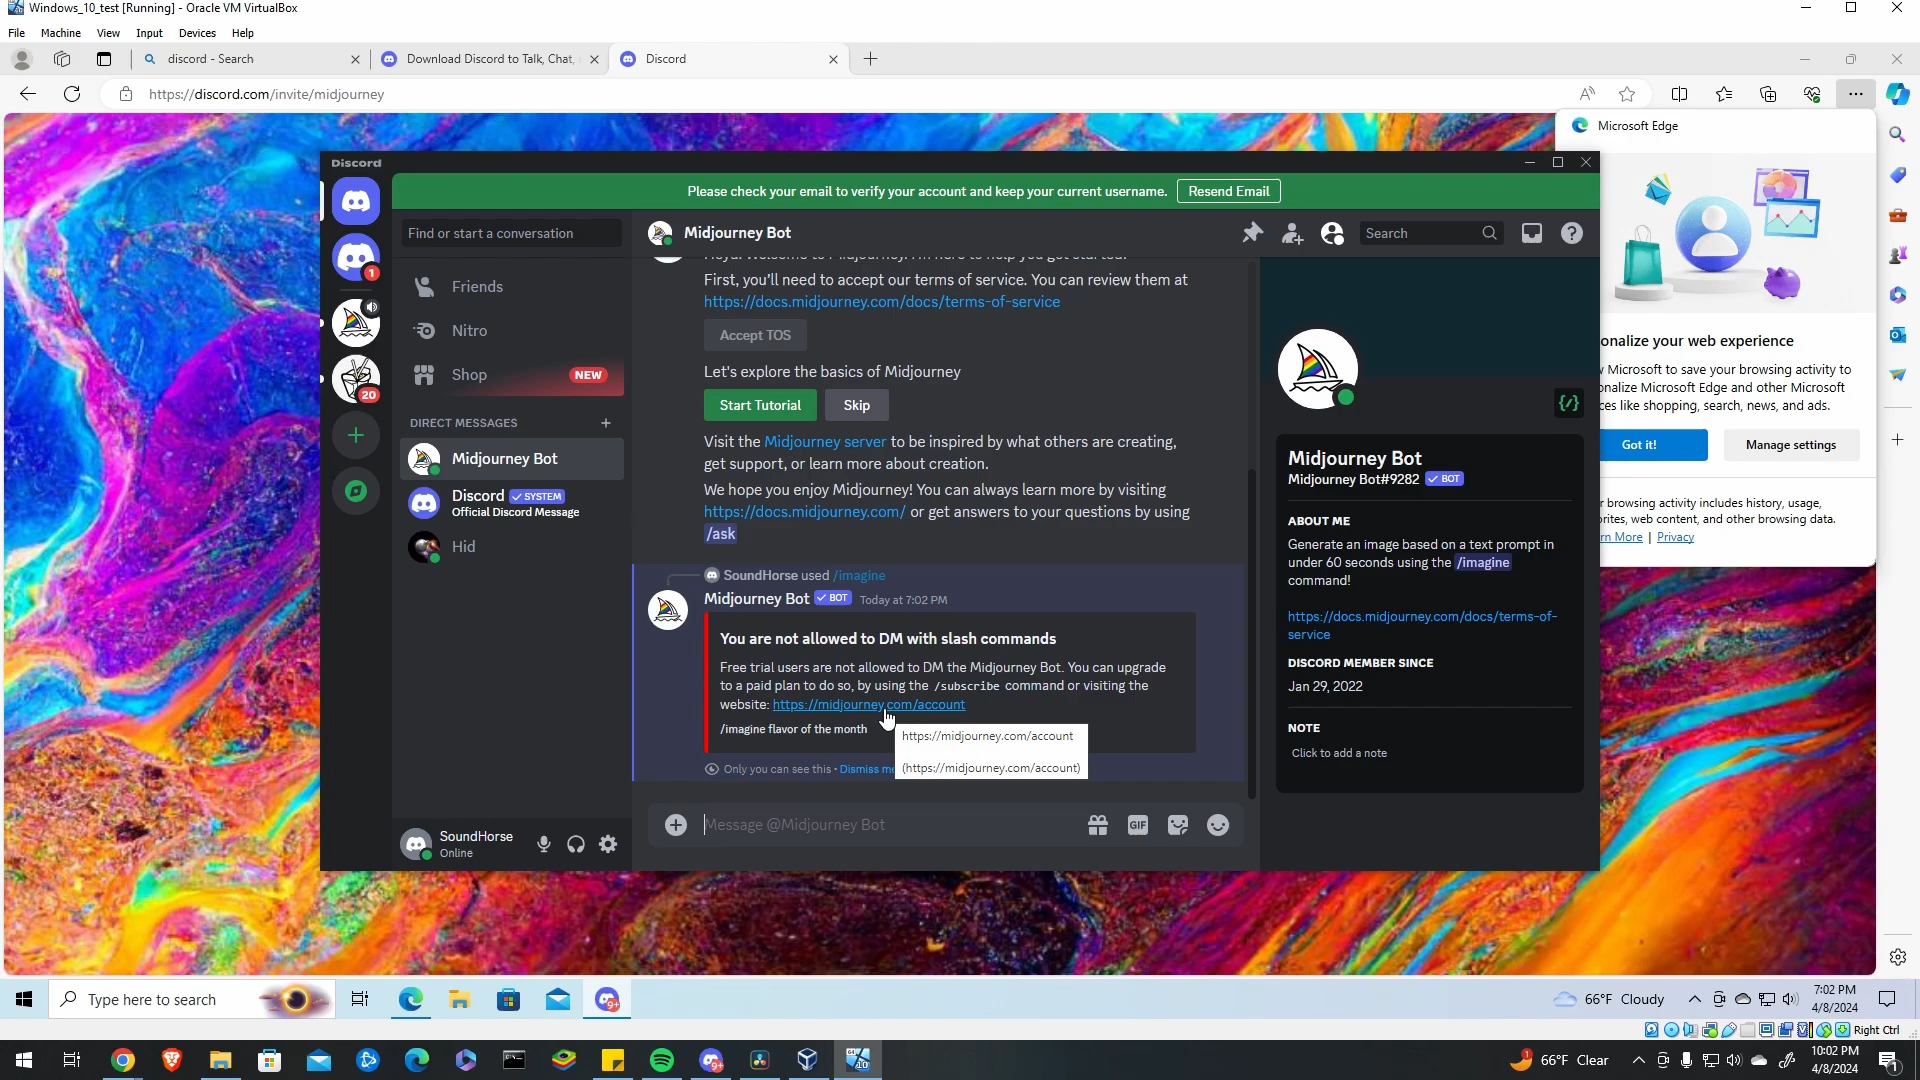 Windows_10_test [Running] - Oracle VM VirtualBox
File Machine View Input Devices Help
discord - Search
Download Discord to Talk, Chat,
Discord
https://discord.com/invite/midjourney
Microsoft Edge
onalize your web experience
Microsoft to save your browsing activity to
onalize Microsoft Edge and other Microsoft
ces like shopping, search, news, and ads.
Got it!
Manage settings
r browsing activity includes history, usage,
orites, web content, and other browsing data.
rn More | Privacy
Discord
Please check your email to verify your account and keep your current username.
Resend Email
Find or start a conversation
Midjourney Bot
Search
1
20
Friends
Nitro
Shop
NEW
DIRECT MESSAGES
Midjourney Bot
Discord
SYSTEM
Official Discord Message
Hid
SoundHorse
Online
First, you'll need to accept our terms of service. You can review them at
https://docs.midjourney.com/docs/terms-of-service
Accept TOS
Let's explore the basics of Midjourney
Start Tutorial
Skip
Visit the Midjourney server to be inspired by what others are creating,
get support, or learn more about creation.
We hope you enjoy Midjourney! You can always learn more by visiting
https://docs.midjourney.com/ or get answers to your questions by using
/ask
SoundHorse used /imagine
Midjourney Bot BOT Today at 7:02 PM
You are not allowed to DM with slash commands
Free trial users are not allowed to DM the Midjourney Bot. You can upgrade
to a paid plan to do so, by using the /subscribe command or visiting the
website: https://midjourney.com/account
/imagine flavor of the month
https://midjourney.com/account
(https://midjourney.com/account)
Only you can see this • Dismiss me
Message @Midjourney Bot
GIF
Midjourney Bot
Midjourney Bot#9282 BOT
ABOUT ME
Generate an image based on a text prompt in
under 60 seconds using the /imagine
command!
https://docs.midjourney.com/docs/terms-of-
service
DISCORD MEMBER SINCE
Jan 29, 2022
NOTE
Click to add a note
Type here to search
9+
66°F Cloudy
7:02 PM
4/8/2024
Right Ctrl
9+
64
10
1
66°F Clear
10:02 PM
4/8/2024
1